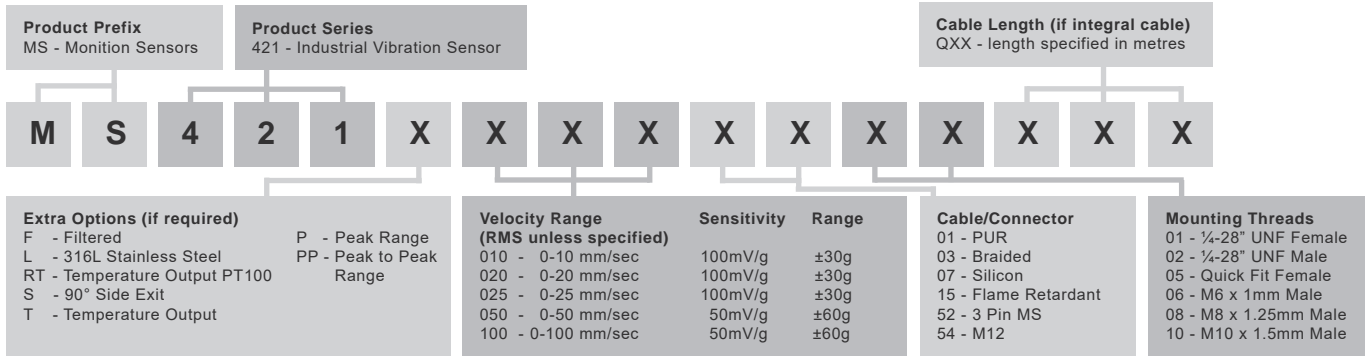 Product Prefix
MS - Monition Sensors
Product Series
421 - Industrial Vibration Sensor
Cable Length (if integral cable)
QXX - length specified in metres
M S 4 2 1 X X X X X X X X X X X
Extra Options (if required)
F - Filtered
L - 316L Stainless Steel
RT - Temperature Output PT100
S - 90° Side Exit
T - Temperature Output
P - Peak Range
PP - Peak to Peak
Range
Velocity Range Sensitivity Range
(RMS unless specified)
010 - 0-10 mm/sec 100mV/g ±30g
020 - 0-20 mm/sec 100mV/g ±30g
025 - 0-25 mm/sec 100mV/g ±30g
050 - 0-50 mm/sec 50mV/g ±60g
100 - 0-100 mm/sec 50mV/g ±60g
Cable/Connector
01 - PUR
03 - Braided
07 - Silicon
15 - Flame Retardant
52 - 3 Pin MS
54 - M12
Mounting Threads
01 - ¼-28” UNF Female
02 - ¼-28” UNF Male
05 - Quick Fit Female
06 - M6 x 1mm Male
08 - M8 x 1.25mm Male
10 - M10 x 1.5mm Male